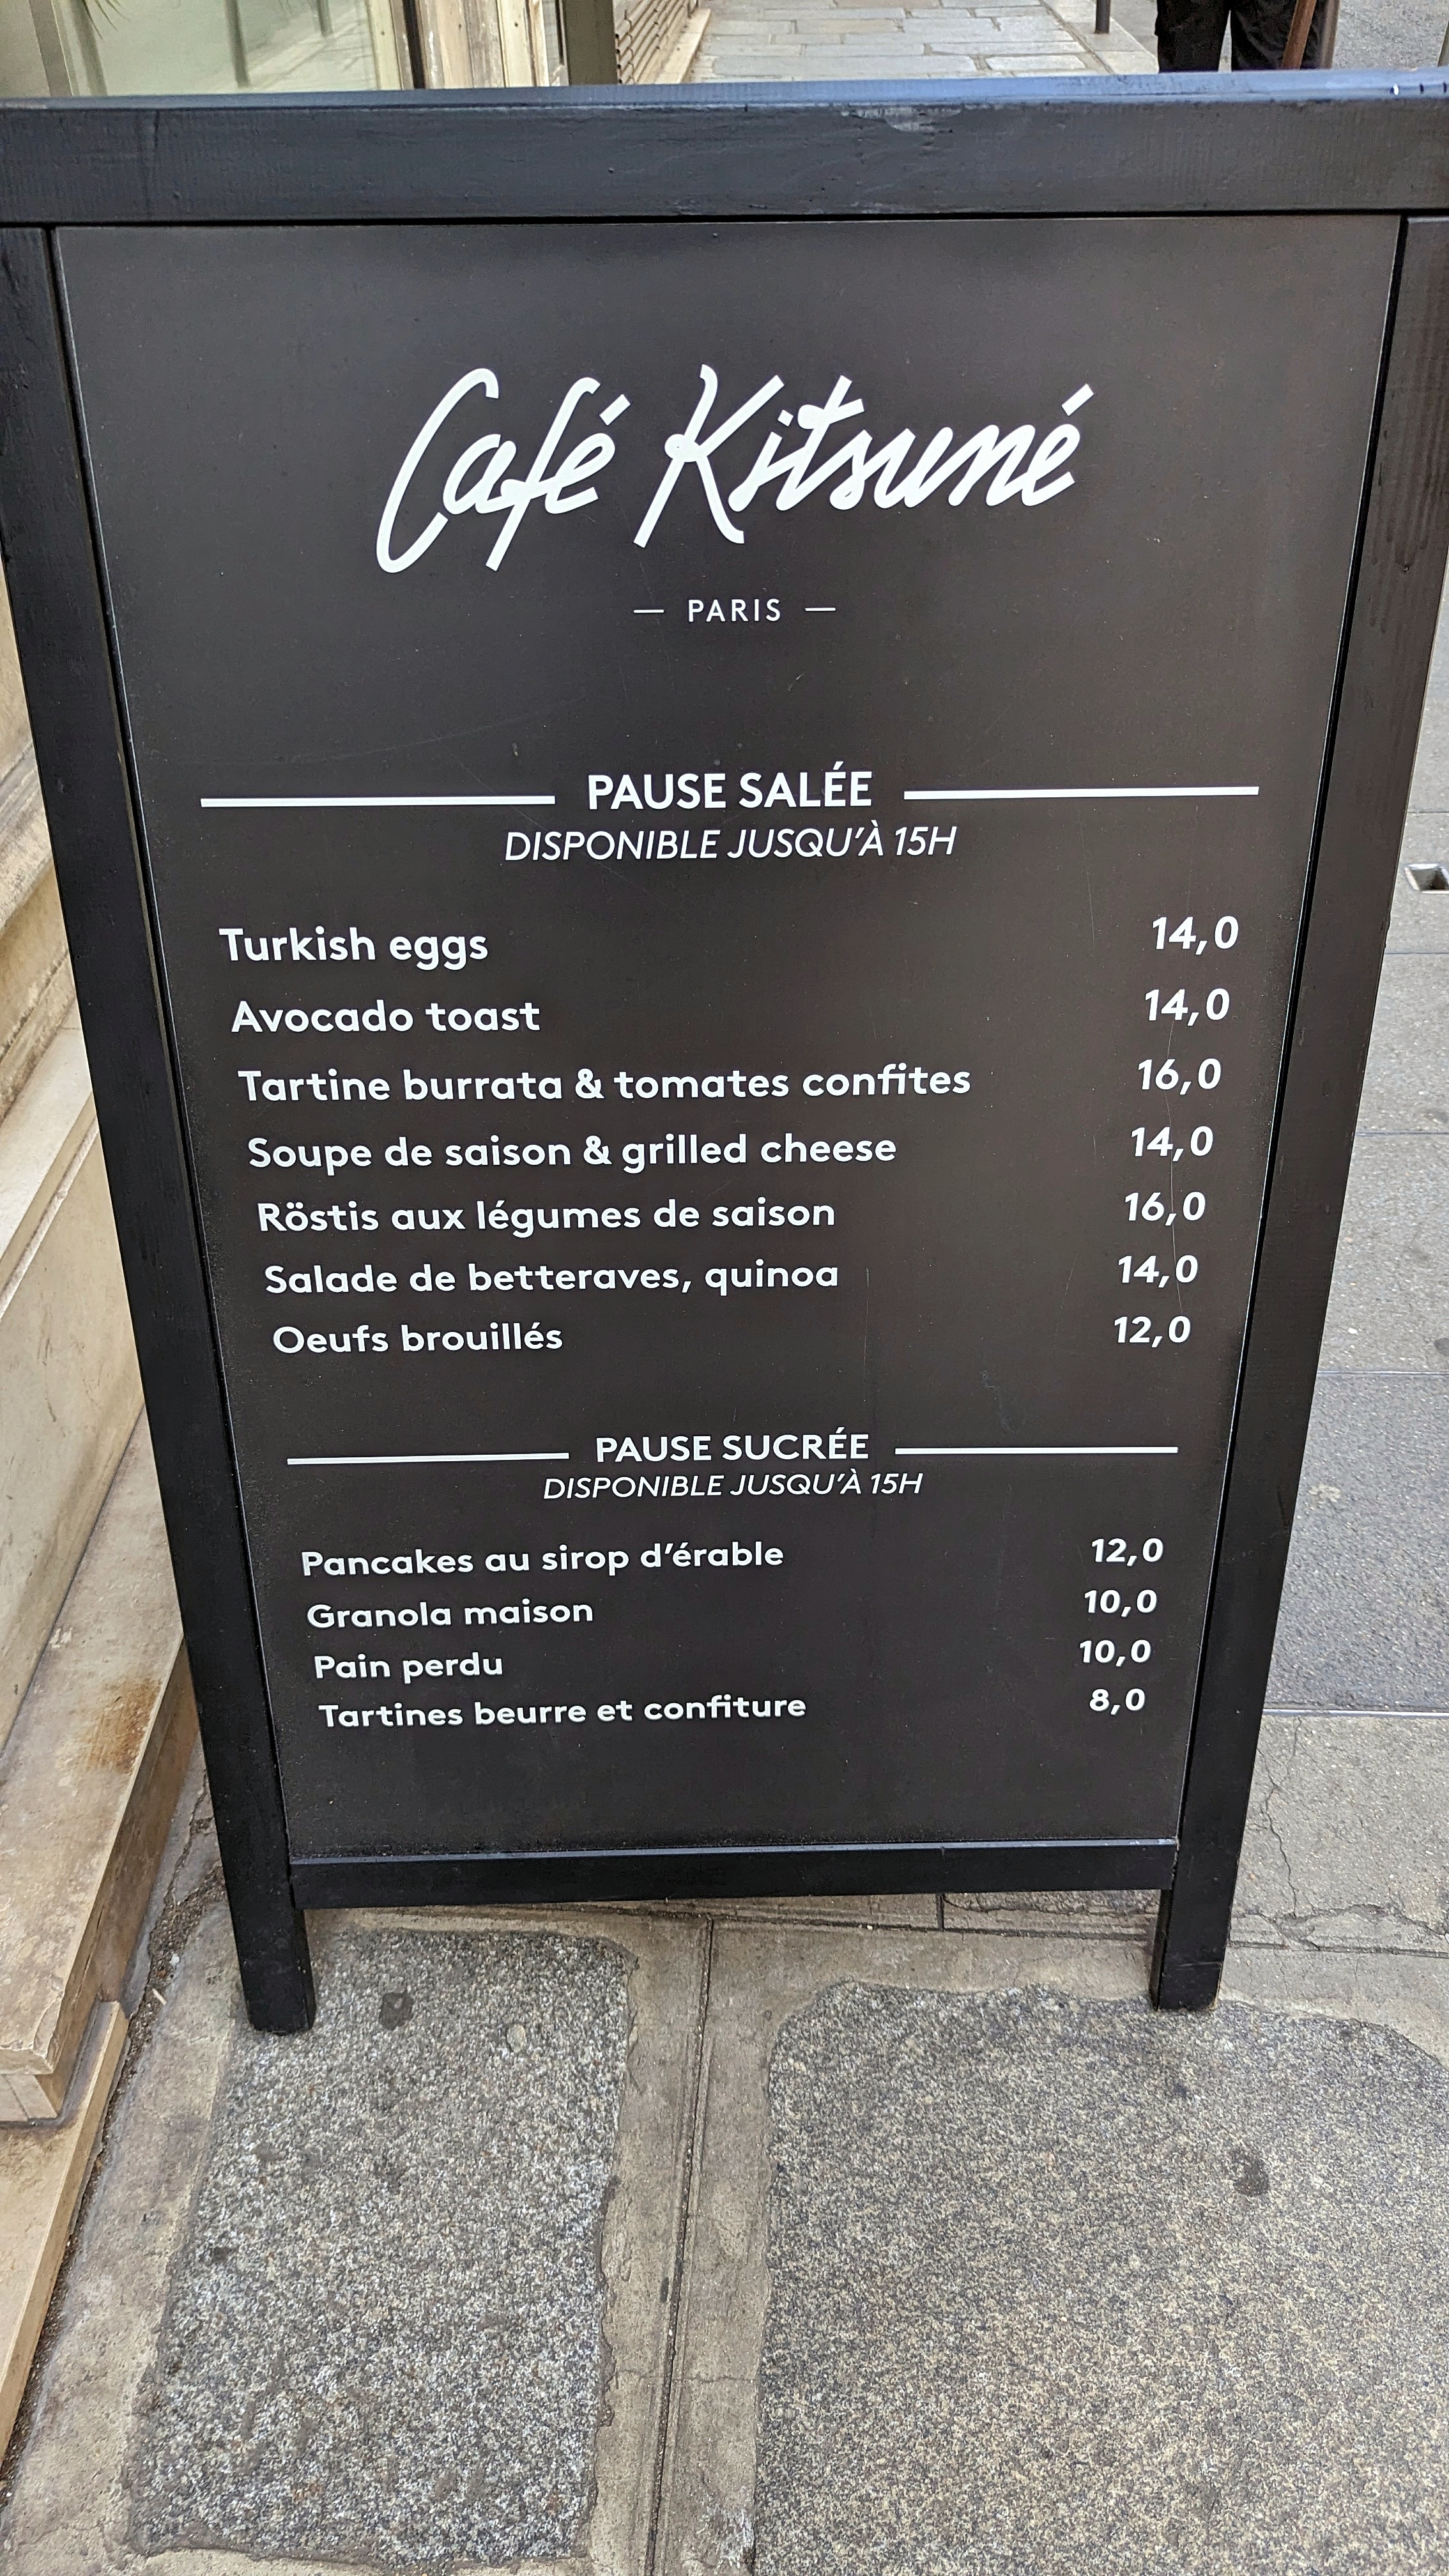 Café Kitsuné
— PARIS —
PAUSE SALÉE
DISPONIBLE JUSQU'À 15H
Turkish eggs 14,0
Avocado toast 14,0
Tartine burrata & tomates confites 16,0
Soupe de saison & grilled cheese 14,0
Röstis aux légumes de saison 16,0
Salade de betteraves, quinoa 14,0
Oeufs brouillés 12,0
PAUSE SUCRÉE
DISPONIBLE JUSQU'À 15H
Pancakes au sirop d'érable 12,0
Granola maison 10,0
Pain perdu 10,0
Tartines beurre et confiture 8,0